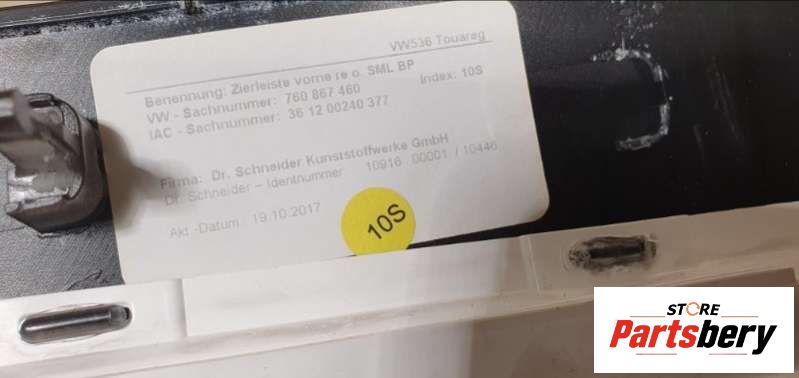 VW536 Touareg
Benennung: Zierleiste vorne re o. SML BP
VW - Sachnummer: 760 867 460
Index: 10S
IAC - Sachnummer: 36 12 00240 377
Firma: Dr. Schneider Kunststoffwerke GmbH
Dr. Schneider – Identnummer 10916 00001 / 10446
Akt.-Datum: 19.10.2017
10S
STORE
Partsbery